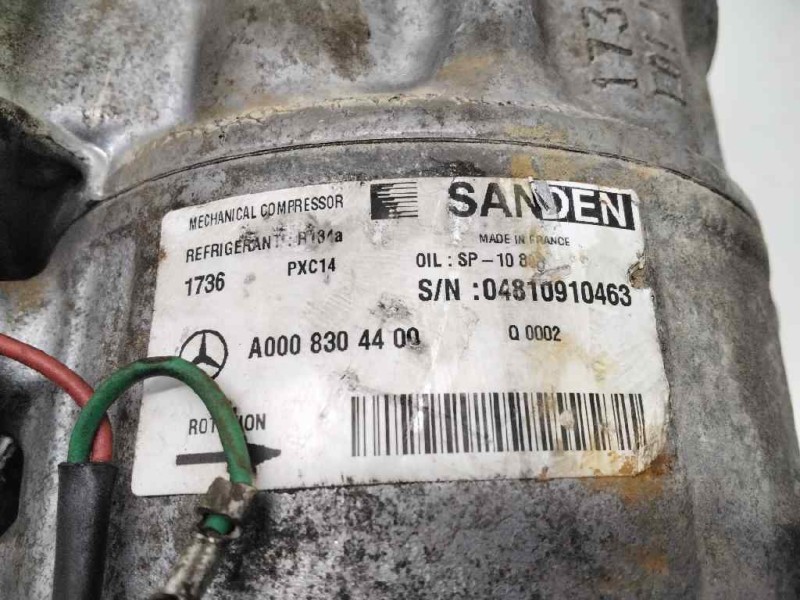 MECHANICAL COMPRESSOR
SANDEN
REFRIGERANT : R134a
MADE IN FRANCE
1736 PXC14
OIL : SP-10
S/N : 04810910463
A000 830 44 00
Q 0002
ROTATION
1736